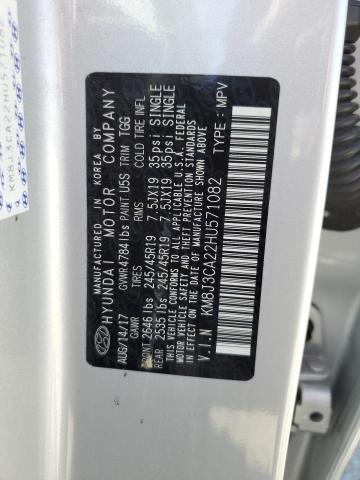 KM8J3CA22HU571082
MANUFACTURED IN KOREA BY
HYUNDAI MOTOR COMPANY
AUG/14/17 GVWR 4784 lbs PAINT U5S TRIM TGG
GAWR TIRES RIMS COLD TIRE INFL.
FRONT 2646 lbs 245/45R19 7.5JX19 35psi SINGLE
REAR 2535 lbs 245/45R19 7.5JX19 35psi SINGLE
THIS VEHICLE CONFORMS TO ALL APPLICABLE U.S.A. FEDERAL
MOTOR VEHICLE SAFETY AND THEFT PREVENTION STANDARDS
IN EFFECT ON THE DATE OF MANUFACTURE SHOWN ABOVE.
V.I.N KM8J3CA22HU571082 TYPE: MPV